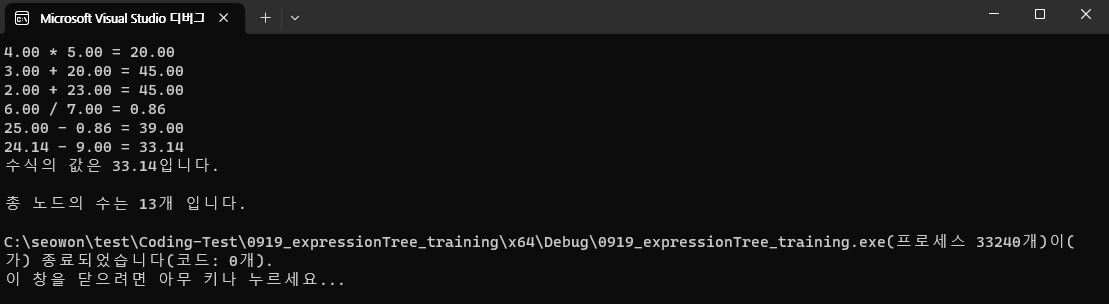 Microsoft Visual Studio 디버그
4.00 * 5.00 = 20.00
3.00 + 20.00 = 45.00
2.00 + 23.00 = 45.00
6.00 / 7.00 = 0.86
25.00 - 0.86 = 39.00
24.14 - 9.00 = 33.14
수식의 값은 33.14입니다.
총 노드의 수는 13개 입니다.
C:\seowon\test\Coding-Test\0919_expressionTree_training\x64\Debug\0919_expressionTree_training.exe(프로세스 33240개)이(
가) 종료되었습니다(코드: 0개).
이 창을 닫으려면 아무 키나 누르세요...